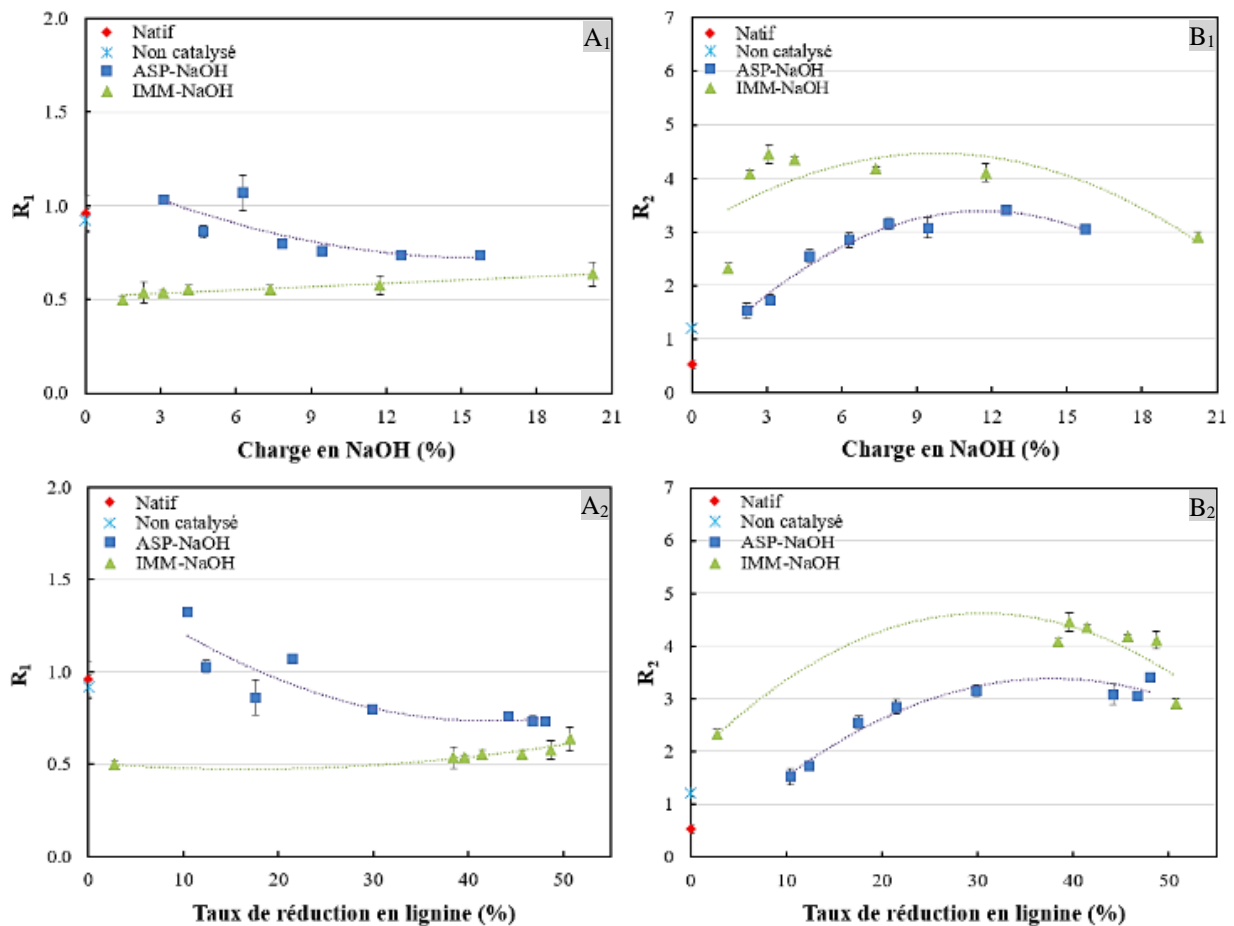 A₁
2.0
1.5
1.0
0.5
0.0
R₁
Natif
Non catalysé
ASP-NaOH
IMM-NaOH
0 3 6 9 12 15 18 21
Charge en NaOH (%)
B₁
7
6
5
4
3
2
1
0
R₂
Natif
Non catalysé
ASP-NaOH
IMM-NaOH
0 3 6 9 12 15 18 21
Charge en NaOH (%)
A₂
2.0
1.5
1.0
0.5
0.0
R₁
Natif
Non catalysé
ASP-NaOH
IMM-NaOH
0 10 20 30 40 50
Taux de réduction en lignine (%)
B₂
7
6
5
4
3
2
1
0
R₂
Natif
Non catalysé
ASP-NaOH
IMM-NaOH
0 10 20 30 40 50
Taux de réduction en lignine (%)